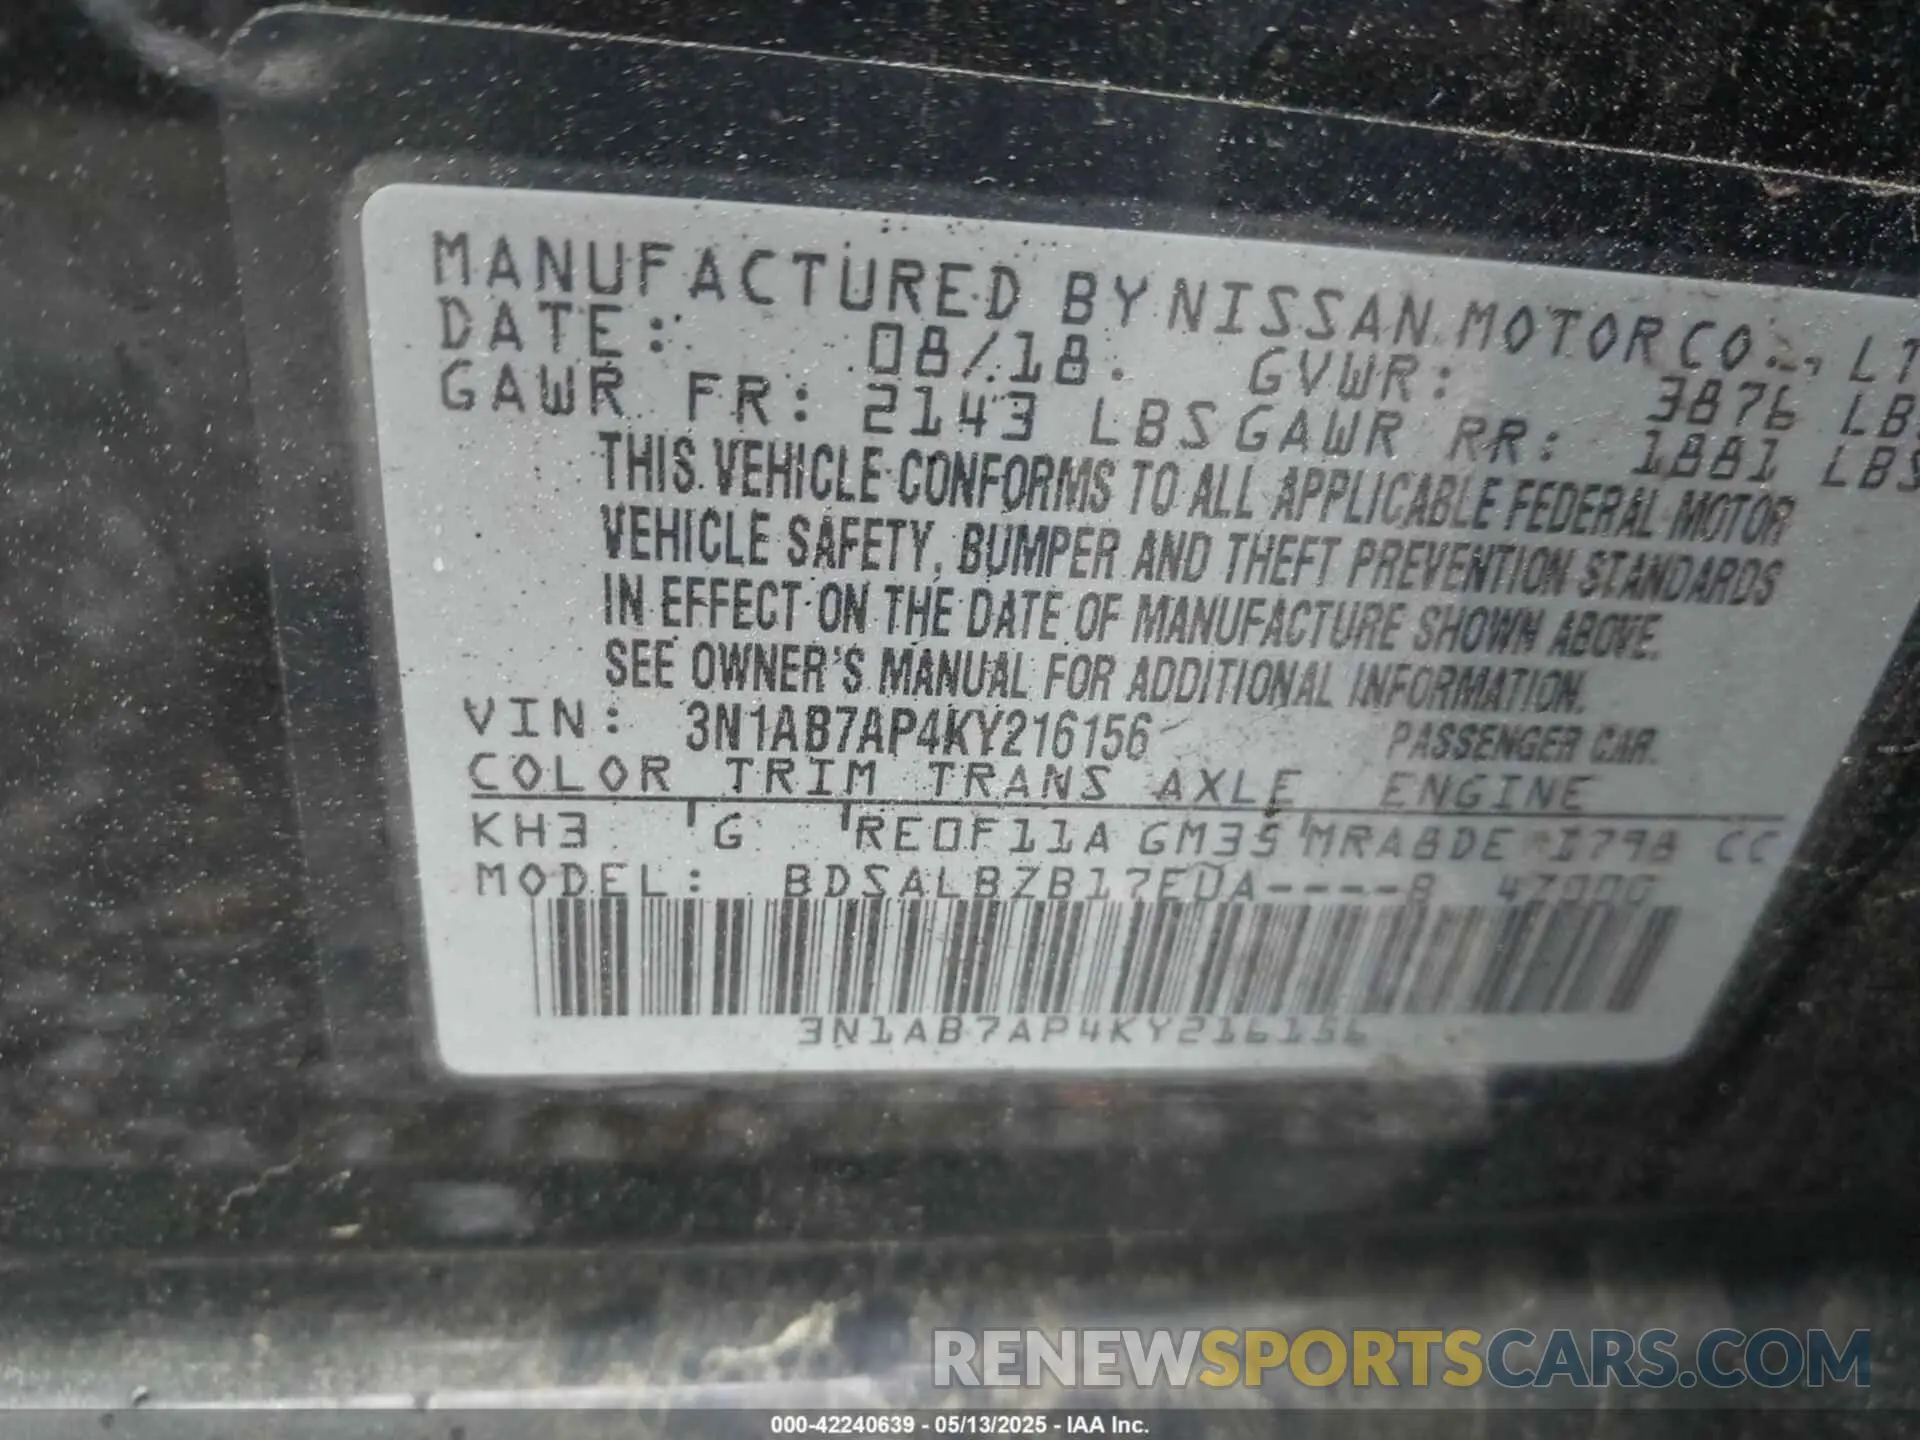 MANUFACTURED BY NISSAN MOTOR CO., LT
DATE: 08/18 GVWR: 3876 LBS
GAWR FR: 2143 LBS GAWR RR: 1881 LBS
THIS VEHICLE CONFORMS TO ALL APPLICABLE FEDERAL MOTOR
VEHICLE SAFETY, BUMPER AND THEFT PREVENTION STANDARDS
IN EFFECT ON THE DATE OF MANUFACTURE SHOWN ABOVE.
SEE OWNER'S MANUAL FOR ADDITIONAL INFORMATION.
VIN: 3N1AB7AP4KY216156 PASSENGER CAR.
COLOR TRIM TRANS AXLE ENGINE
KH3 G RE0F11A GM35 MRA8DE 1798 CC
MODEL: BDSALBZB17EUA----B 47000
3N1AB7AP4KY216156
RENEWSPORTSCARS.COM
000-42240639 - 05/13/2025 - IAA Inc.